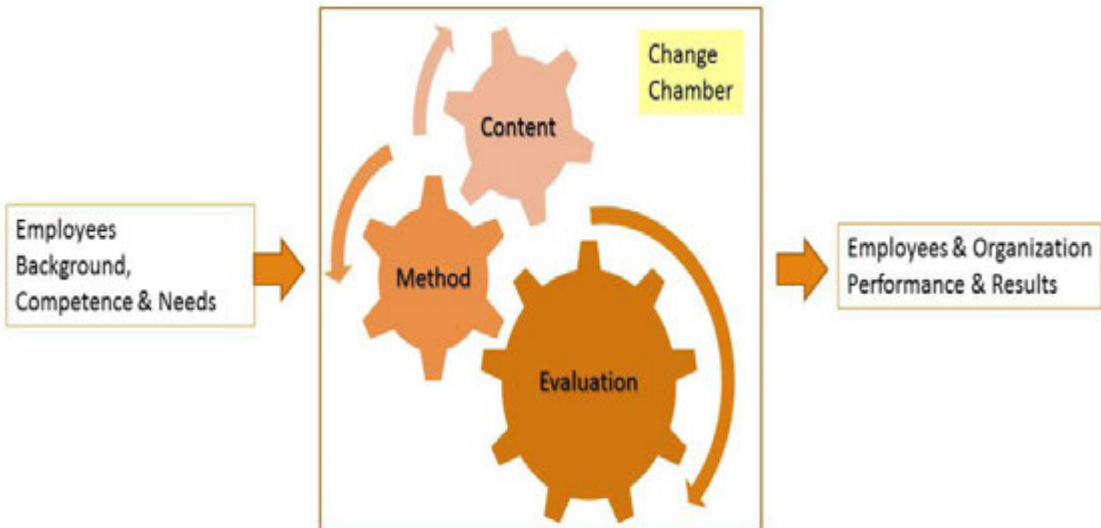 Employees
Background,
Competence & Needs
Content
Method
Evaluation
Change
Chamber
Employees & Organization
Performance & Results